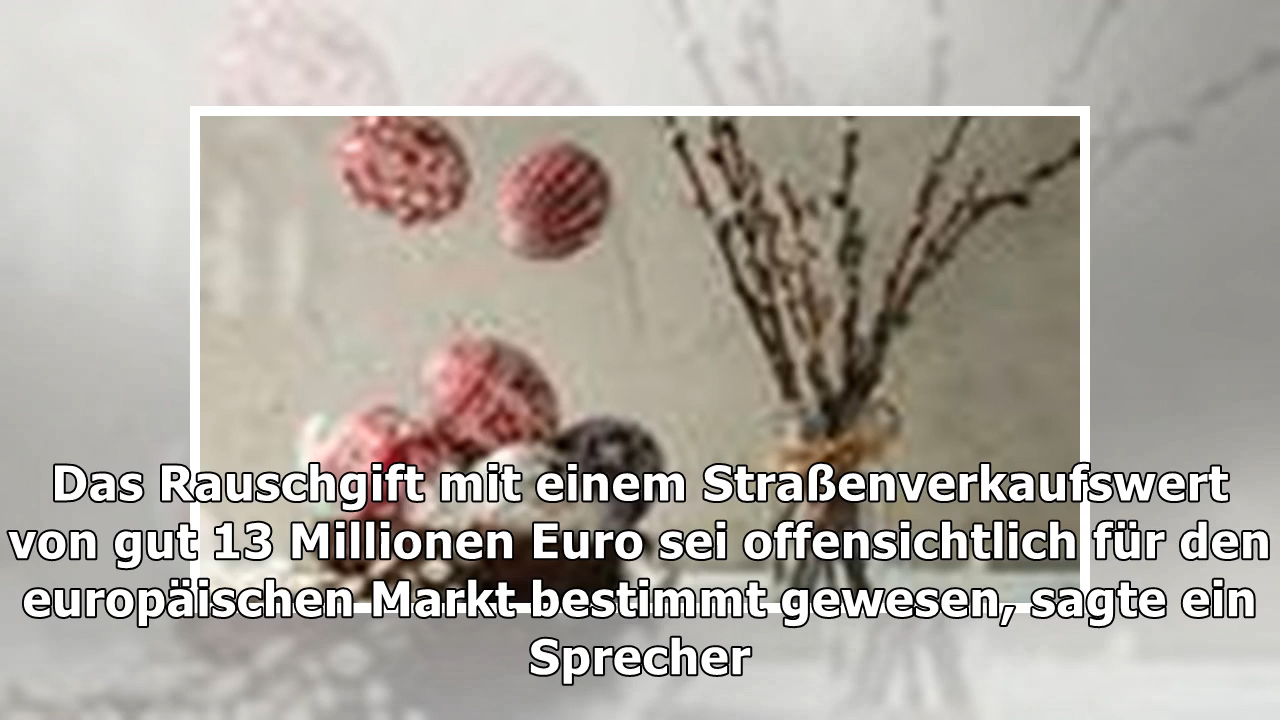 Das Rauschgift mit einem Straßenverkaufswert
von gut 13 Millionen Euro sei offensichtlich für den
europäischen Markt bestimmt gewesen, sagte ein
Sprecher